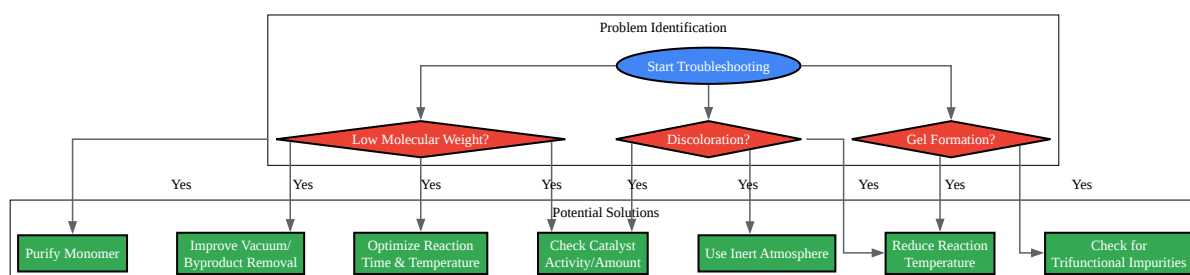 Problem Identification
Start Troubleshooting
Low Molecular Weight?
Discoloration?
Gel Formation?
Yes
Yes
Yes
Yes
Yes
Yes
Yes
Yes
Yes
Potential Solutions
Purify Monomer
Improve Vacuum/
Byproduct Removal
Optimize Reaction
Time & Temperature
Check Catalyst
Activity/Amount
Use Inert Atmosphere
Reduce Reaction
Temperature
Check for
Trifunctional Impurities